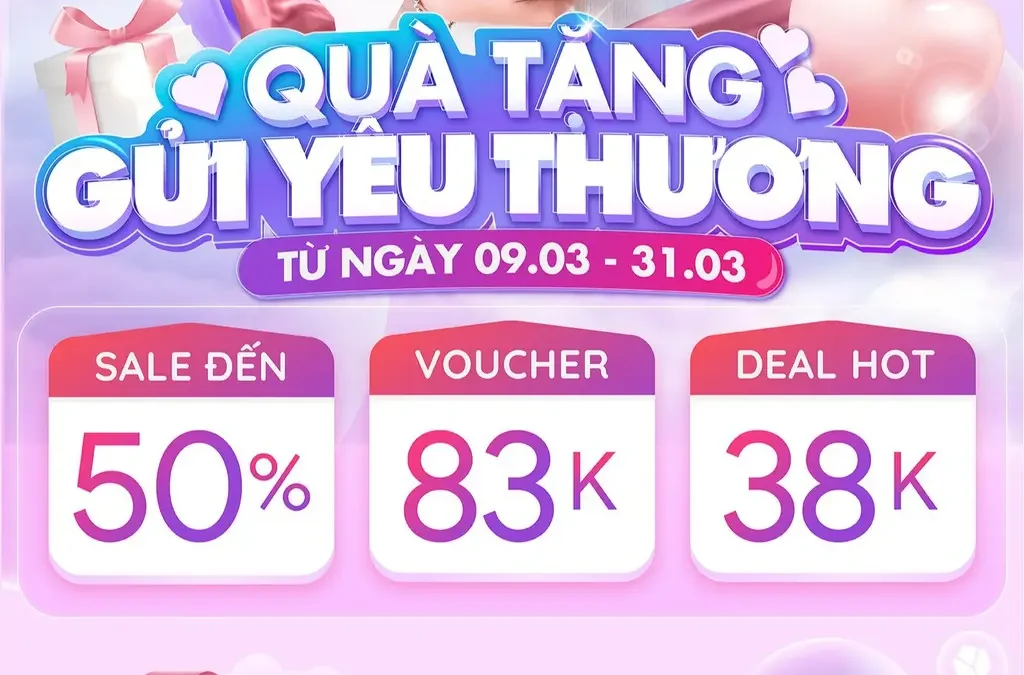 QUÀ TẶNG
GỬI YÊU THƯƠNG
TỪ NGÀY 09.03 - 31.03
SALE ĐẾN
50%
VOUCHER
83K
DEAL HOT
38K